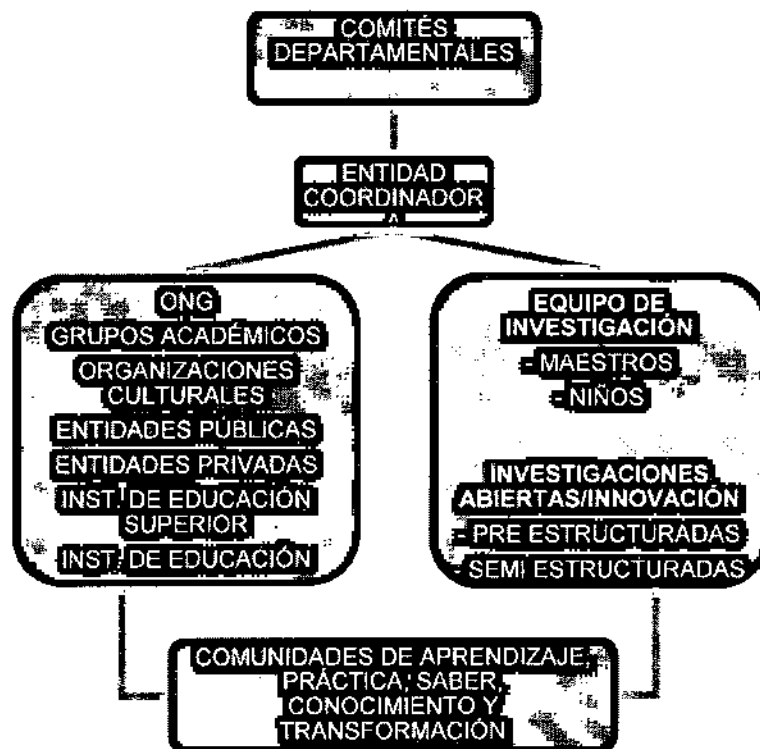 COMITÉS
DEPARTAMENTALES
ENTIDAD
COORDINADOR
A
ONG
GRUPOS ACADÉMICOS
ORGANIZACIONES
CULTURALES
ENTIDADES PÚBLICAS
ENTIDADES PRIVADAS
INST. DE EDUCACIÓN
SUPERIOR
INST. DE EDUCACIÓN
EQUIPO DE
INVESTIGACIÓN
- MAESTROS
- NIÑOS
INVESTIGACIONES
ABIERTAS/INNOVACIÓN
- PRE ESTRUCTURADAS
- SEMI ESTRUCTURADAS
COMUNIDADES DE APRENDIZAJE,
PRÁCTICA, SABER,
CONOCIMIENTO Y
TRANSFORMACIÓN